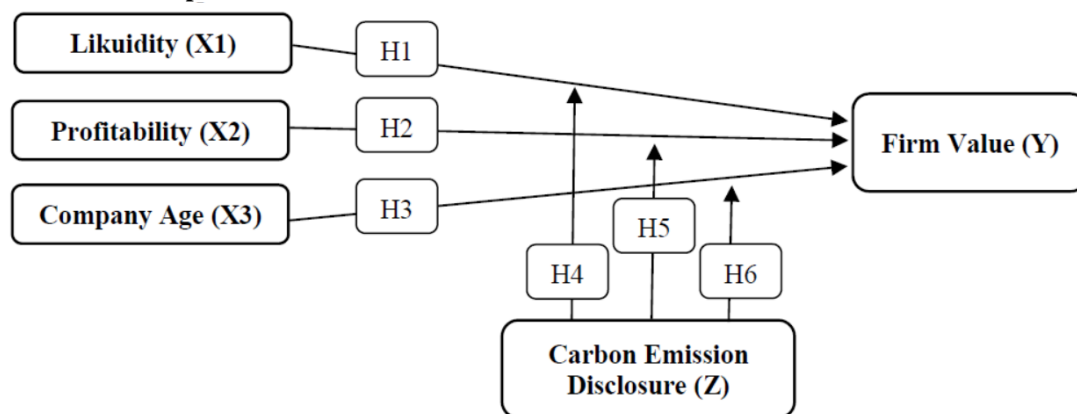 Likuidity (X1)
H1
Profitability (X2)
H2
Firm Value (Y)
Company Age (X3)
H3
H4
H5
H6
Carbon Emission
Disclosure (Z)